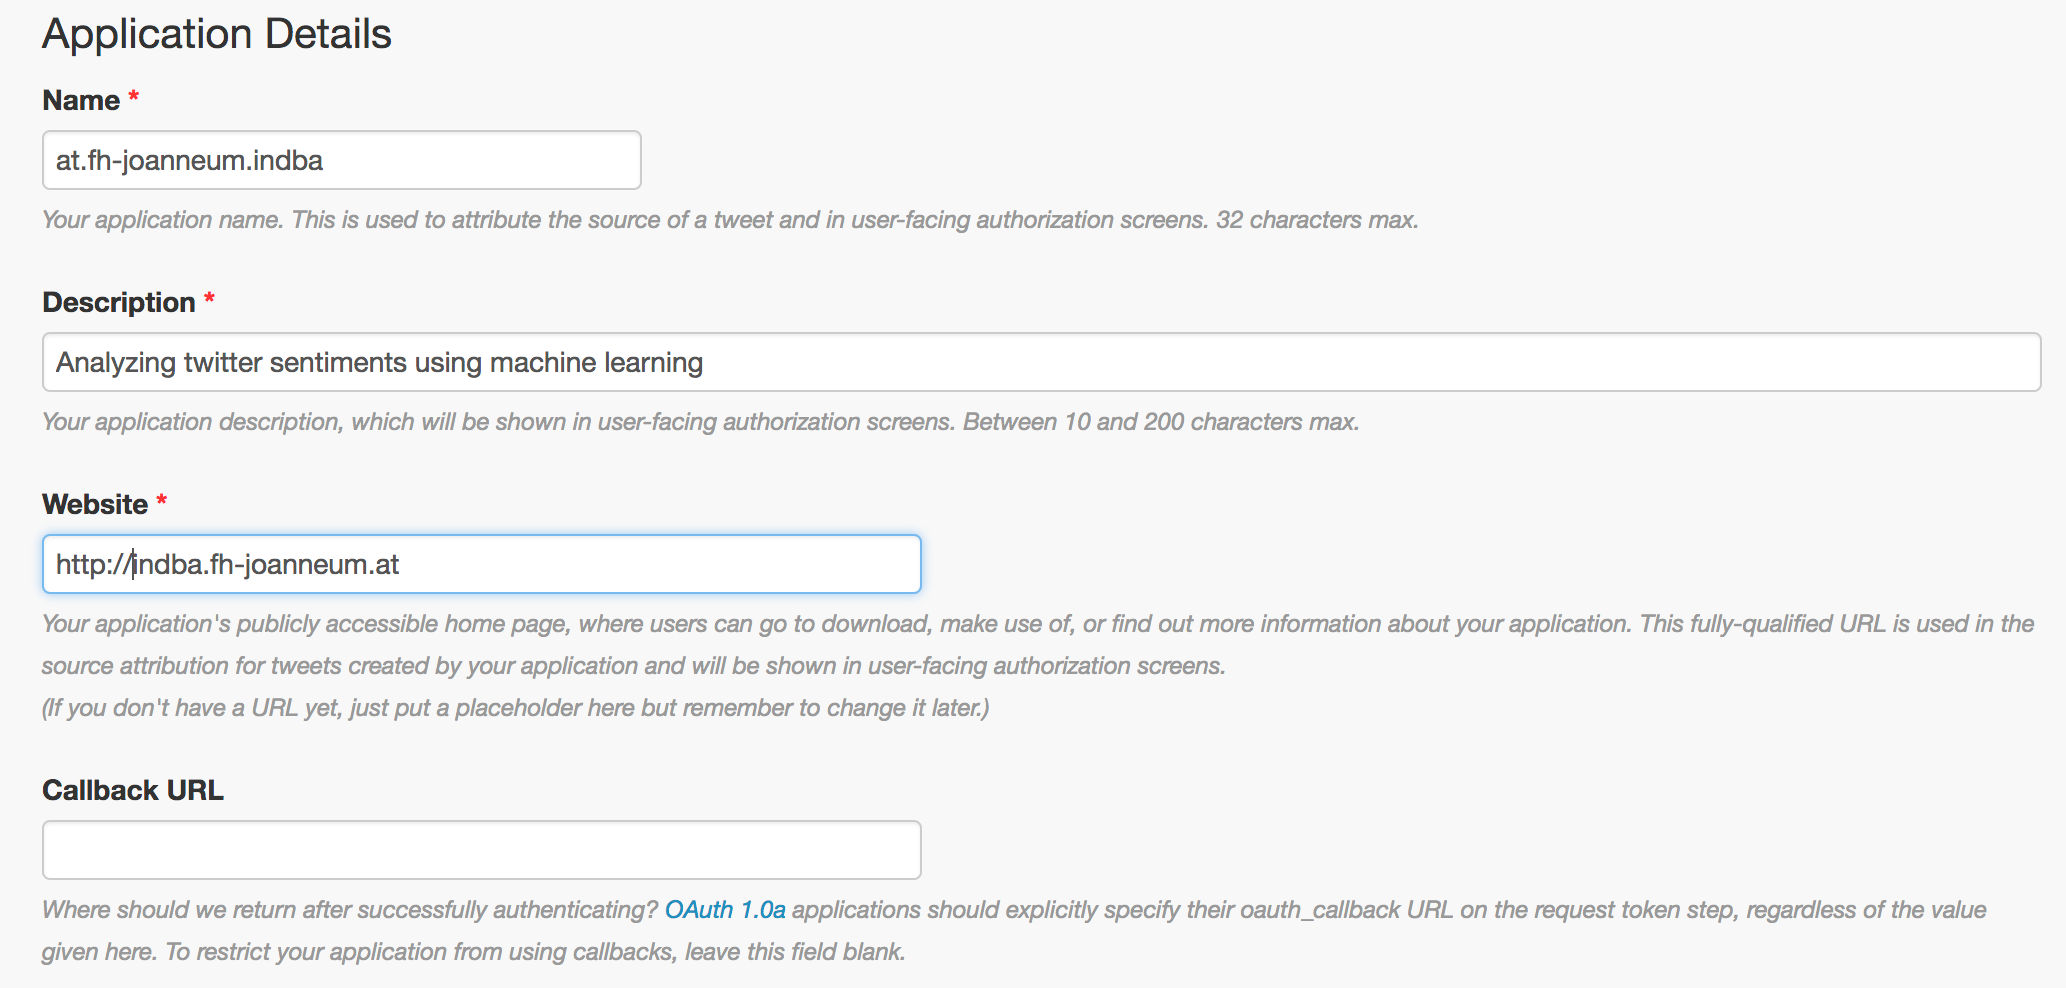 Application Details
Name *
at.fh-joanneum.indba
Your application name. This is used to attribute the source of a tweet and in user-facing authorization screens. 32 characters max.
Description *
Analyzing twitter sentiments using machine learning
Your application description, which will be shown in user-facing authorization screens. Between 10 and 200 characters max.
Website *
http://indba.fh-joanneum.at
Your application's publicly accessible home page, where users can go to download, make use of, or find out more information about your application. This fully-qualified URL is used in the
source attribution for tweets created by your application and will be shown in user-facing authorization screens.
(If you don't have a URL yet, just put a placeholder here but remember to change it later.)
Callback URL
Where should we return after successfully authenticating? OAuth 1.0a applications should explicitly specify their oauth_callback URL on the request token step, regardless of the value
given here. To restrict your application from using callbacks, leave this field blank.